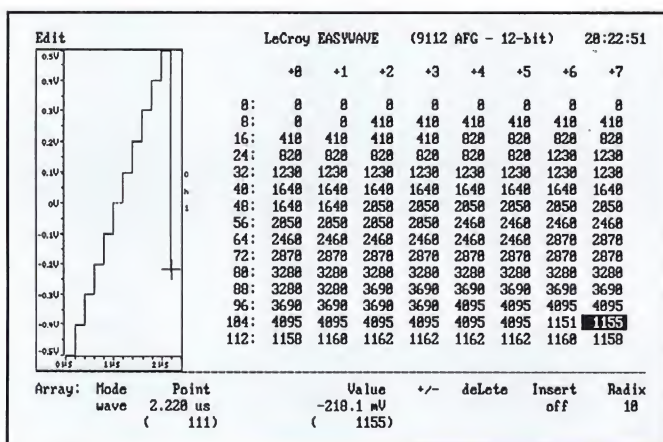 Edit LeCroy EASYWAVE (9112 AFG - 12-bit) 20:22:51
+0 +1 +2 +3 +4 +5 +6 +7
0: 0 0 0 0 0 0 0 0
8: 0 0 410 410 410 410 410 410
16: 410 410 410 410 820 820 820 820
24: 820 820 820 820 820 820 1230 1230
32: 1230 1230 1230 1230 1230 1230 1230 1230
40: 1640 1640 1640 1640 1640 1640 1640 1640
48: 1640 1640 2050 2050 2050 2050 2050 2050
56: 2050 2050 2050 2050 2460 2460 2460 2460
64: 2460 2460 2460 2460 2460 2460 2870 2870
72: 2870 2870 2870 2870 2870 2870 2870 2870
80: 3280 3280 3280 3280 3280 3280 3280 3280
88: 3280 3280 3690 3690 3690 3690 3690 3690
96: 3690 3690 3690 3690 4095 4095 4095 4095
104: 4095 4095 4095 4095 4095 4095 1151 1155
112: 1158 1160 1162 1162 1162 1162 1160 1158
0.5V
0.4V
0.3V
0.2V
0.1V
0V
-0.1V
-0.2V
-0.3V
-0.4V
-0.5V
0µS 1µS 2µS
C
h
1
Array: Mode Point Value +/- deLete Insert Radix
wave 2.220 us -218.1 mV off 10
( 111) ( 1155)